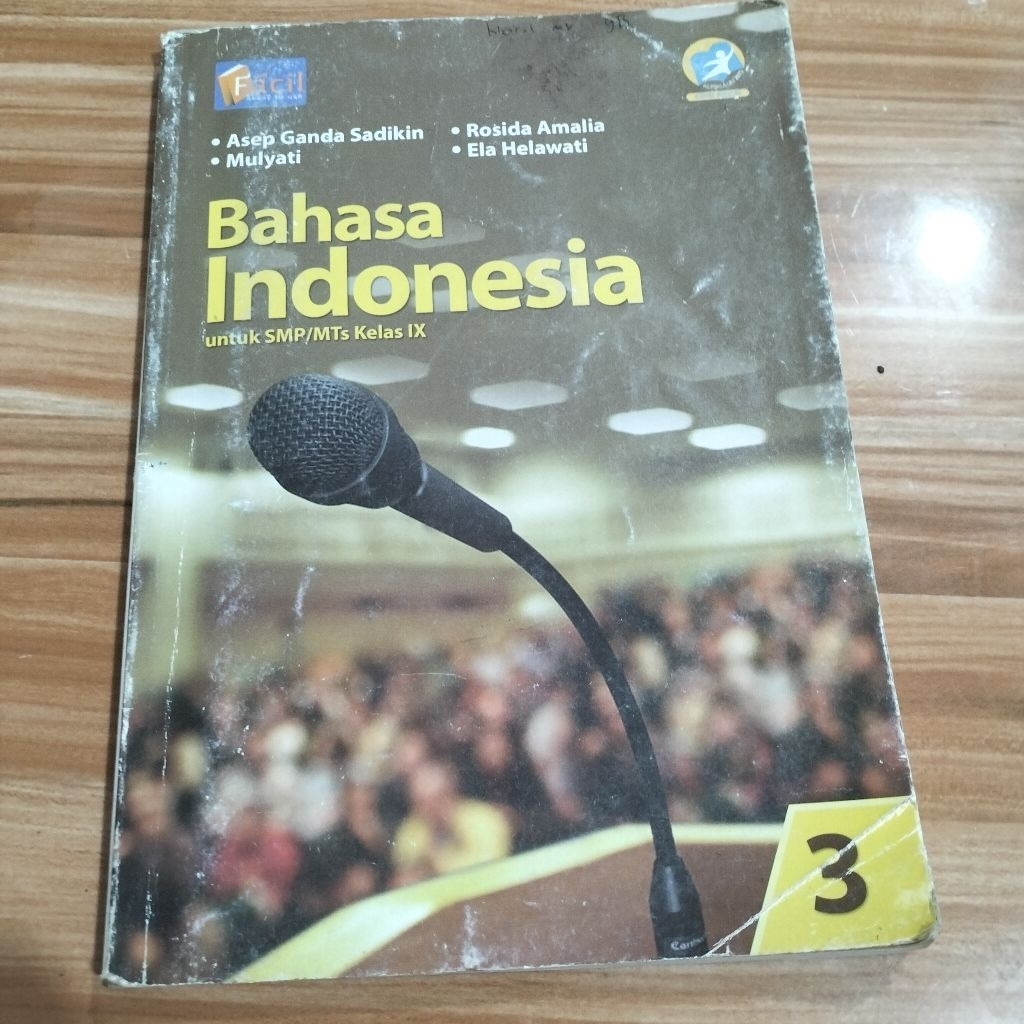 Facil
• Asep Ganda Sadikin
• Mulyati
• Rosida Amalia
• Ela Helawati
Bahasa
Indonesia
untuk SMP/MTs Kelas IX
3